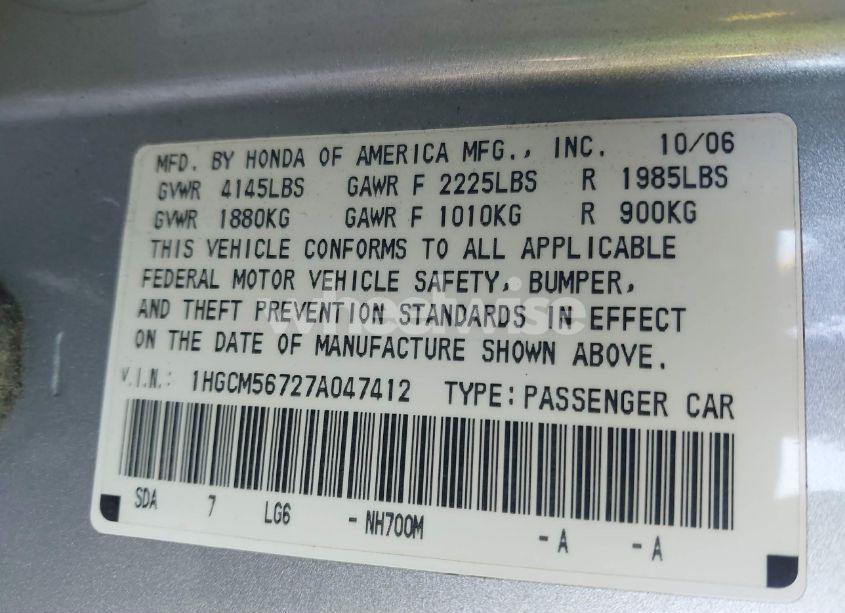 MFD. BY HONDA OF AMERICA MFG., INC. 10/06
GVWR 4145LBS GAWR F 2225LBS R 1985LBS
GVWR 1880KG GAWR F 1010KG R 900KG
THIS VEHICLE CONFORMS TO ALL APPLICABLE
FEDERAL MOTOR VEHICLE SAFETY, BUMPER,
AND THEFT PREVENTION STANDARDS IN EFFECT
ON THE DATE OF MANUFACTURE SHOWN ABOVE.
V.I.N.: 1HGCM56727A047412 TYPE: PASSENGER CAR
SDA 7 LG6 - NH700M - A - A
wheelwise